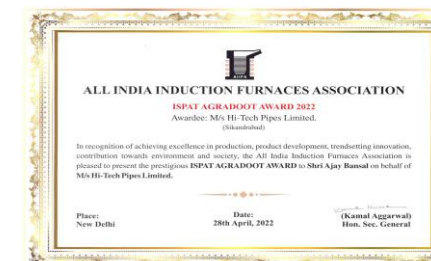 ALL INDIA INDUCTION FURNACES ASSOCIATION
ISPAT AGRADOOT AWARD 2022
Awardee: M/s Hi-Tech Pipes Limited.
(Sikandrabad)
In recognition of achieving excellence in production, product development, trendsetting innovation,
contribution towards environment and society, the All India Induction Furnaces Association is
pleased to present the prestigious ISPAT AGRADOOT AWARD to Shri Ajay Bansal on behalf of
M/s Hi-Tech Pipes Limited.
Place:
New Delhi
Date:
28th April, 2022
(Kamal Aggarwal)
Hon. Sec. General